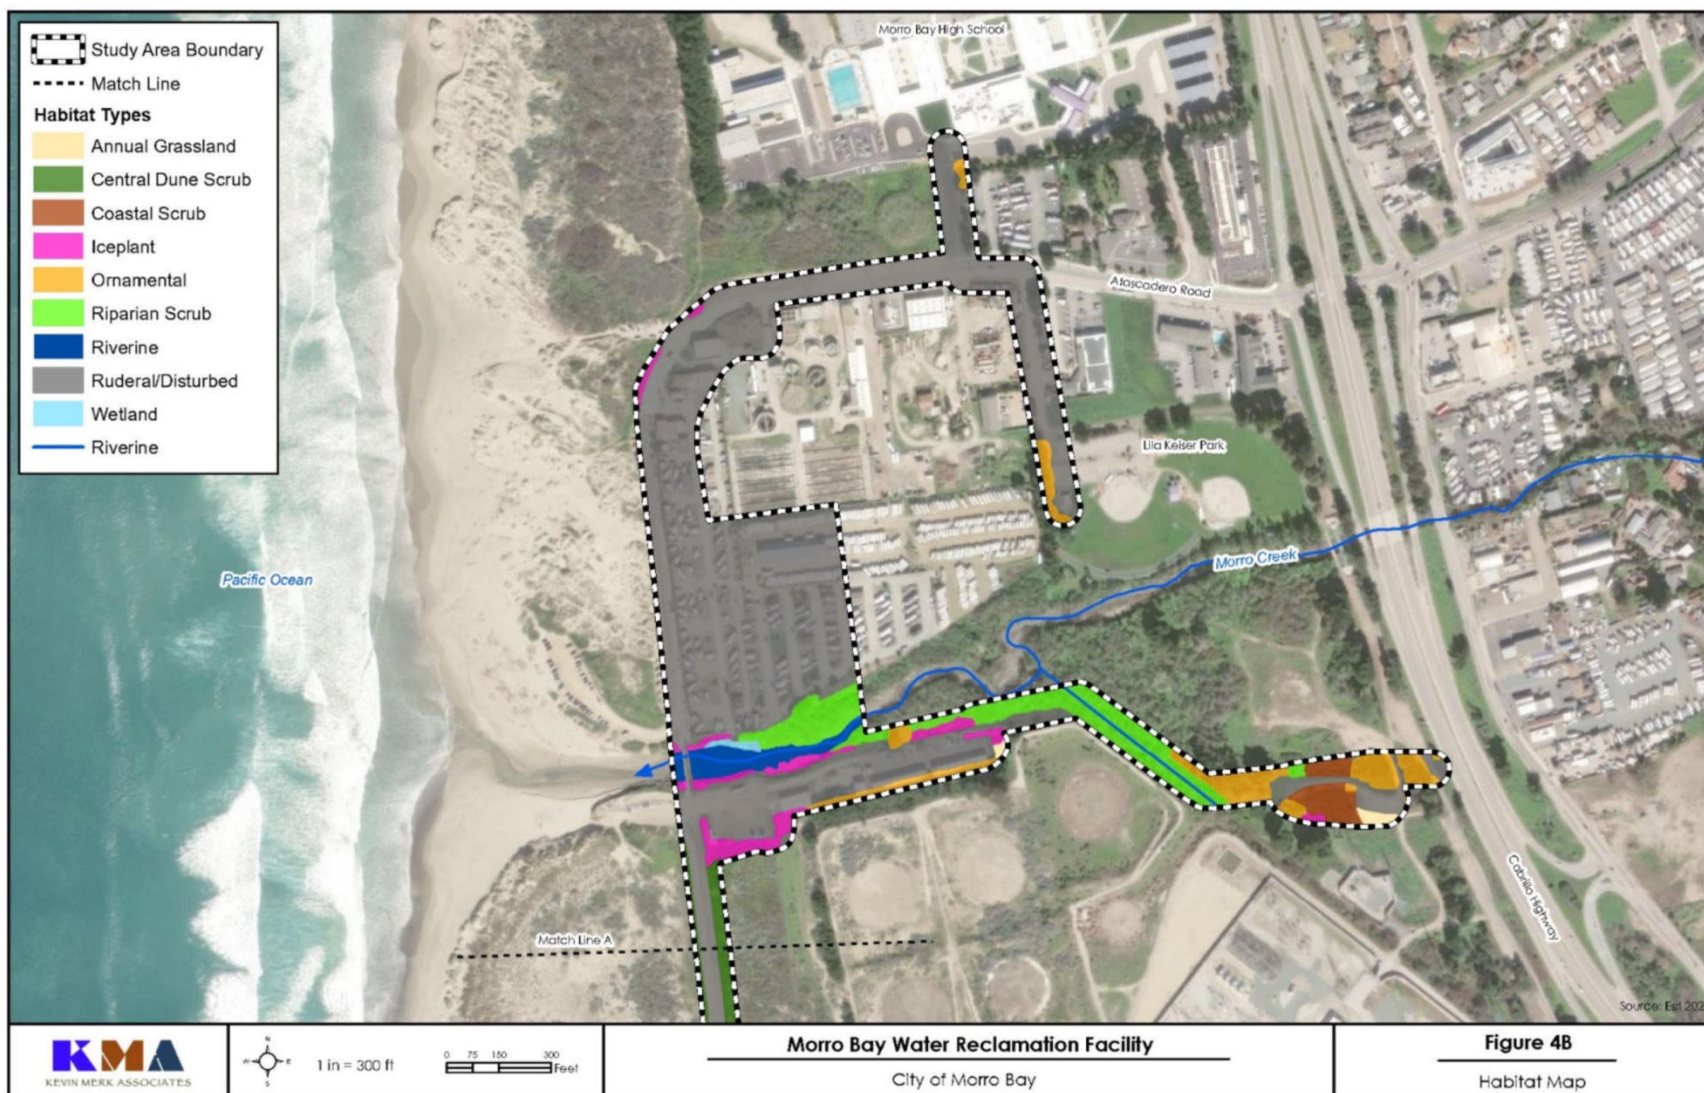 Study Area Boundary
Match Line
Habitat Types
Annual Grassland
Central Dune Scrub
Coastal Scrub
Iceplant
Ornamental
Riparian Scrub
Riverine
Ruderal/Disturbed
Wetland
Riverine
Morro Bay High School
Atascadero Road
Lila Keiser Park
Morro Creek
Pacific Ocean
Cabrillo Highway
Match Line A
Source: Esri 202
KMA
KEVIN MERK ASSOCIATES
N
W E
S
1 in = 300 ft
0 75 150 300
Feet
Morro Bay Water Reclamation Facility
City of Morro Bay
Figure 4B
Habitat Map